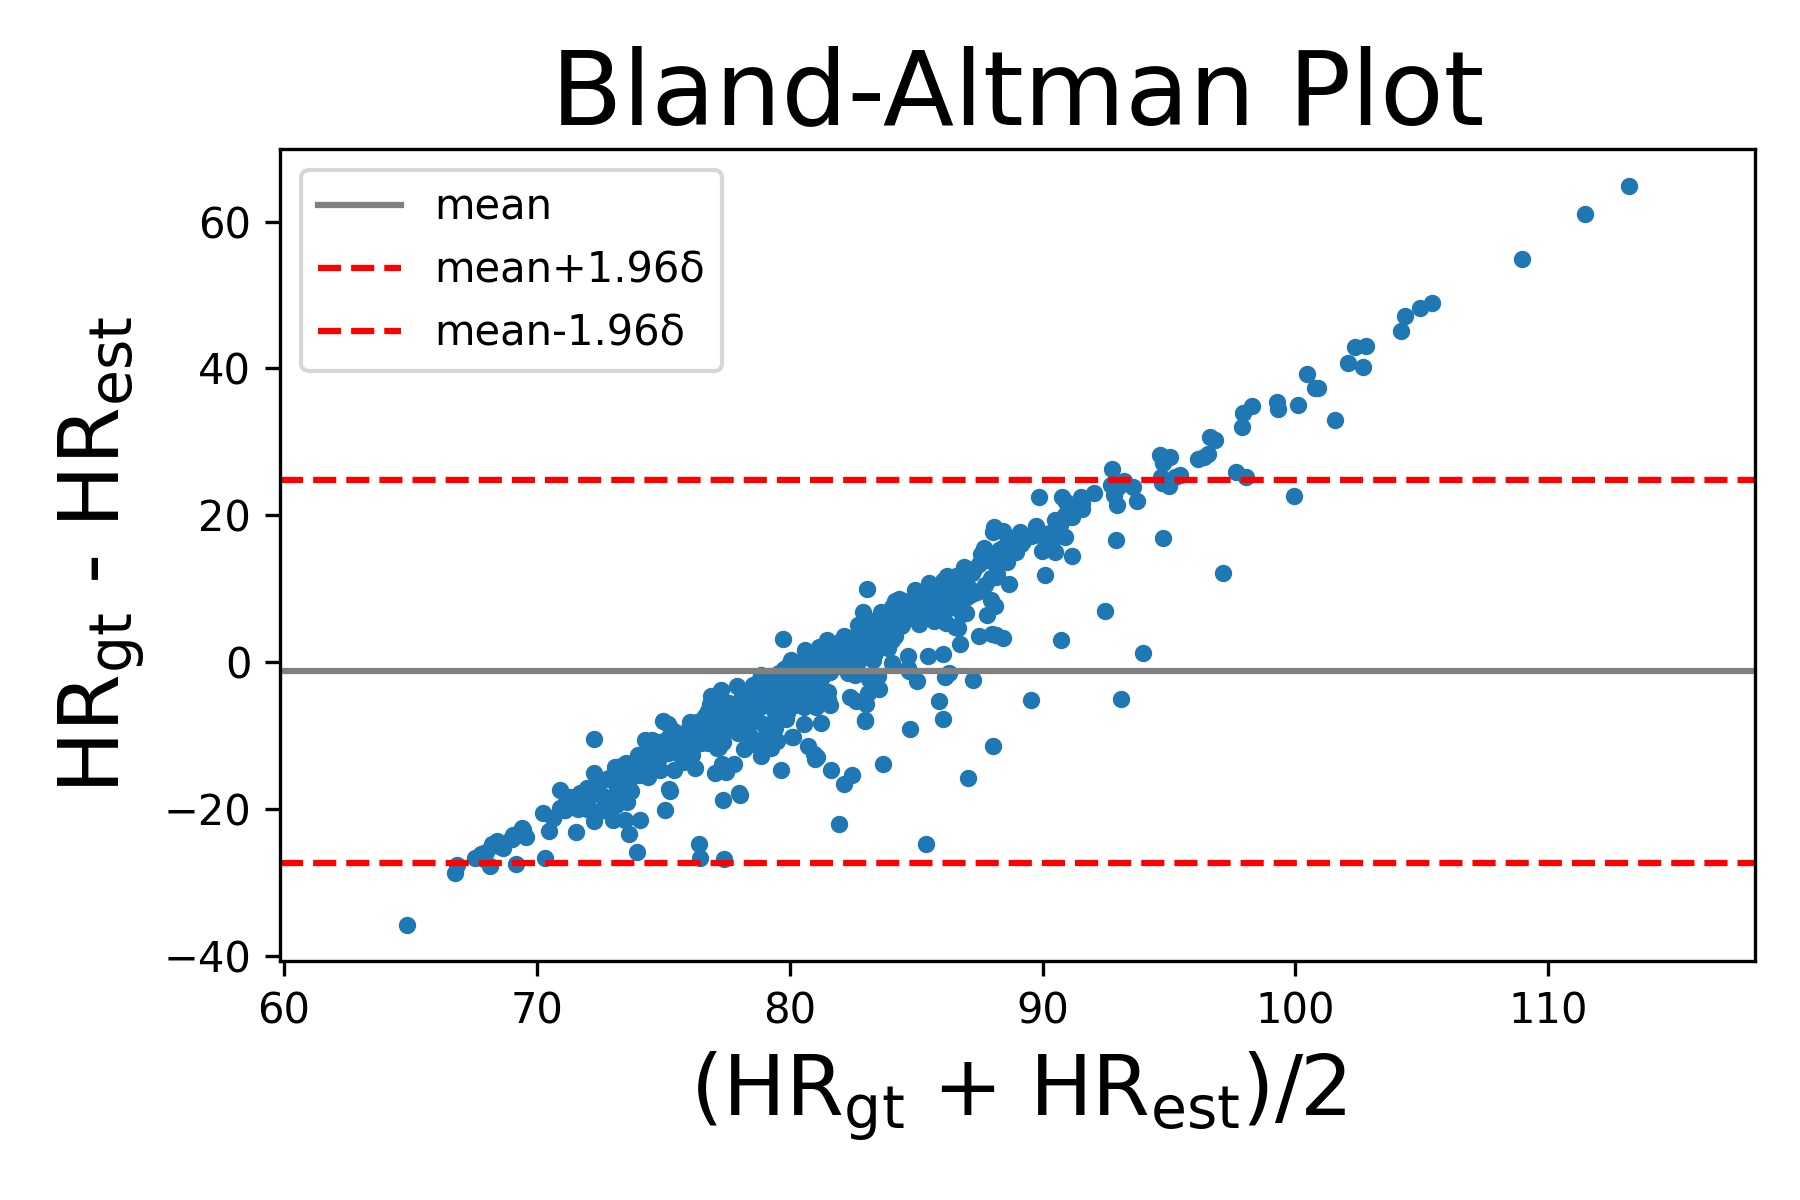 Bland-Altman Plot
mean
mean+1.96δ
mean-1.96δ
HRgt - HRest
60
40
20
0
−20
−40
60 70 80 90 100 110
(HRgt + HRest)/2